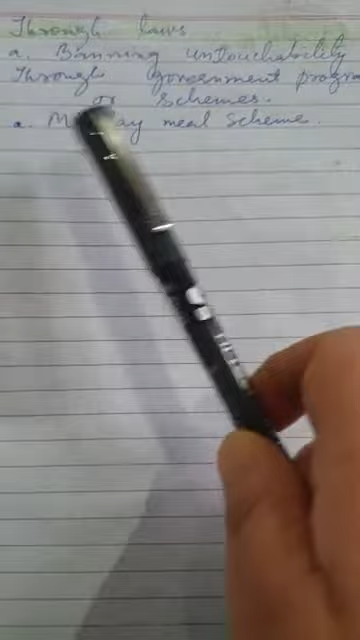 Through laws
a. Banning untouchability
Through government
or schemes.
a. meal scheme.